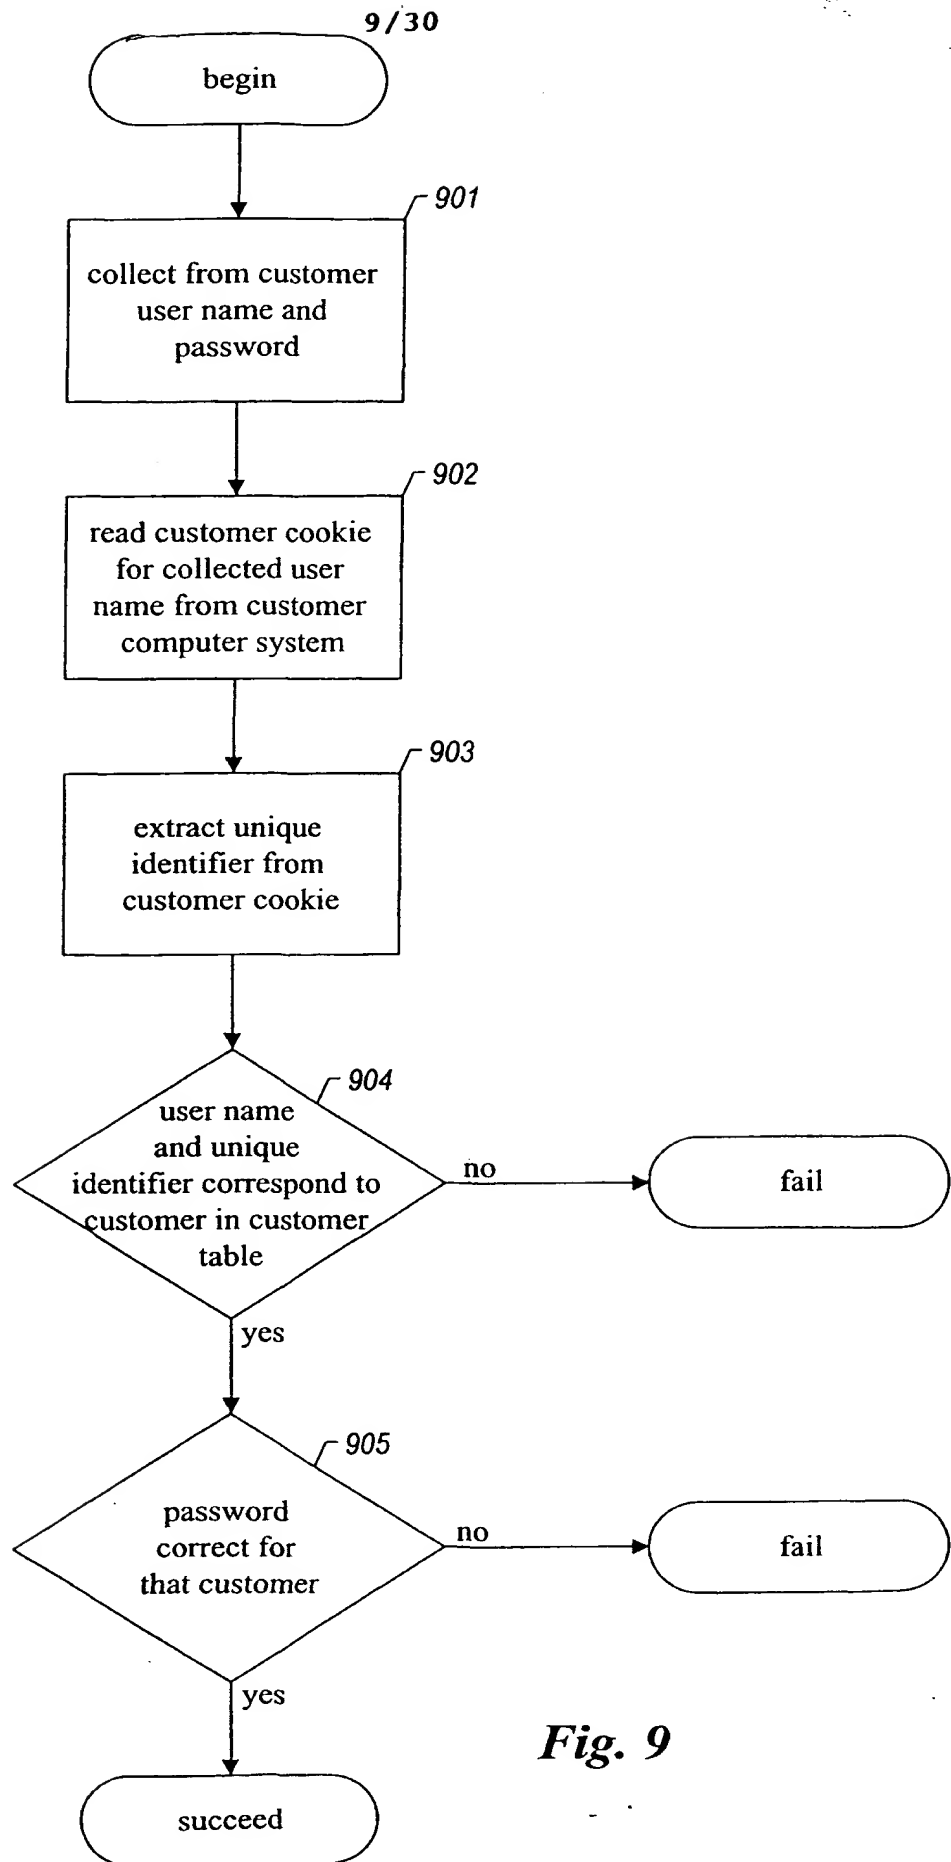 9/30
begin
901
collect from customer
user name and
password
902
read customer cookie
for collected user
name from customer
computer system
903
extract unique
identifier from
customer cookie
904
user name
and unique
identifier correspond to
customer in customer
table
no
fail
yes
905
password
correct for
that customer
no
fail
yes
succeed
Fig. 9